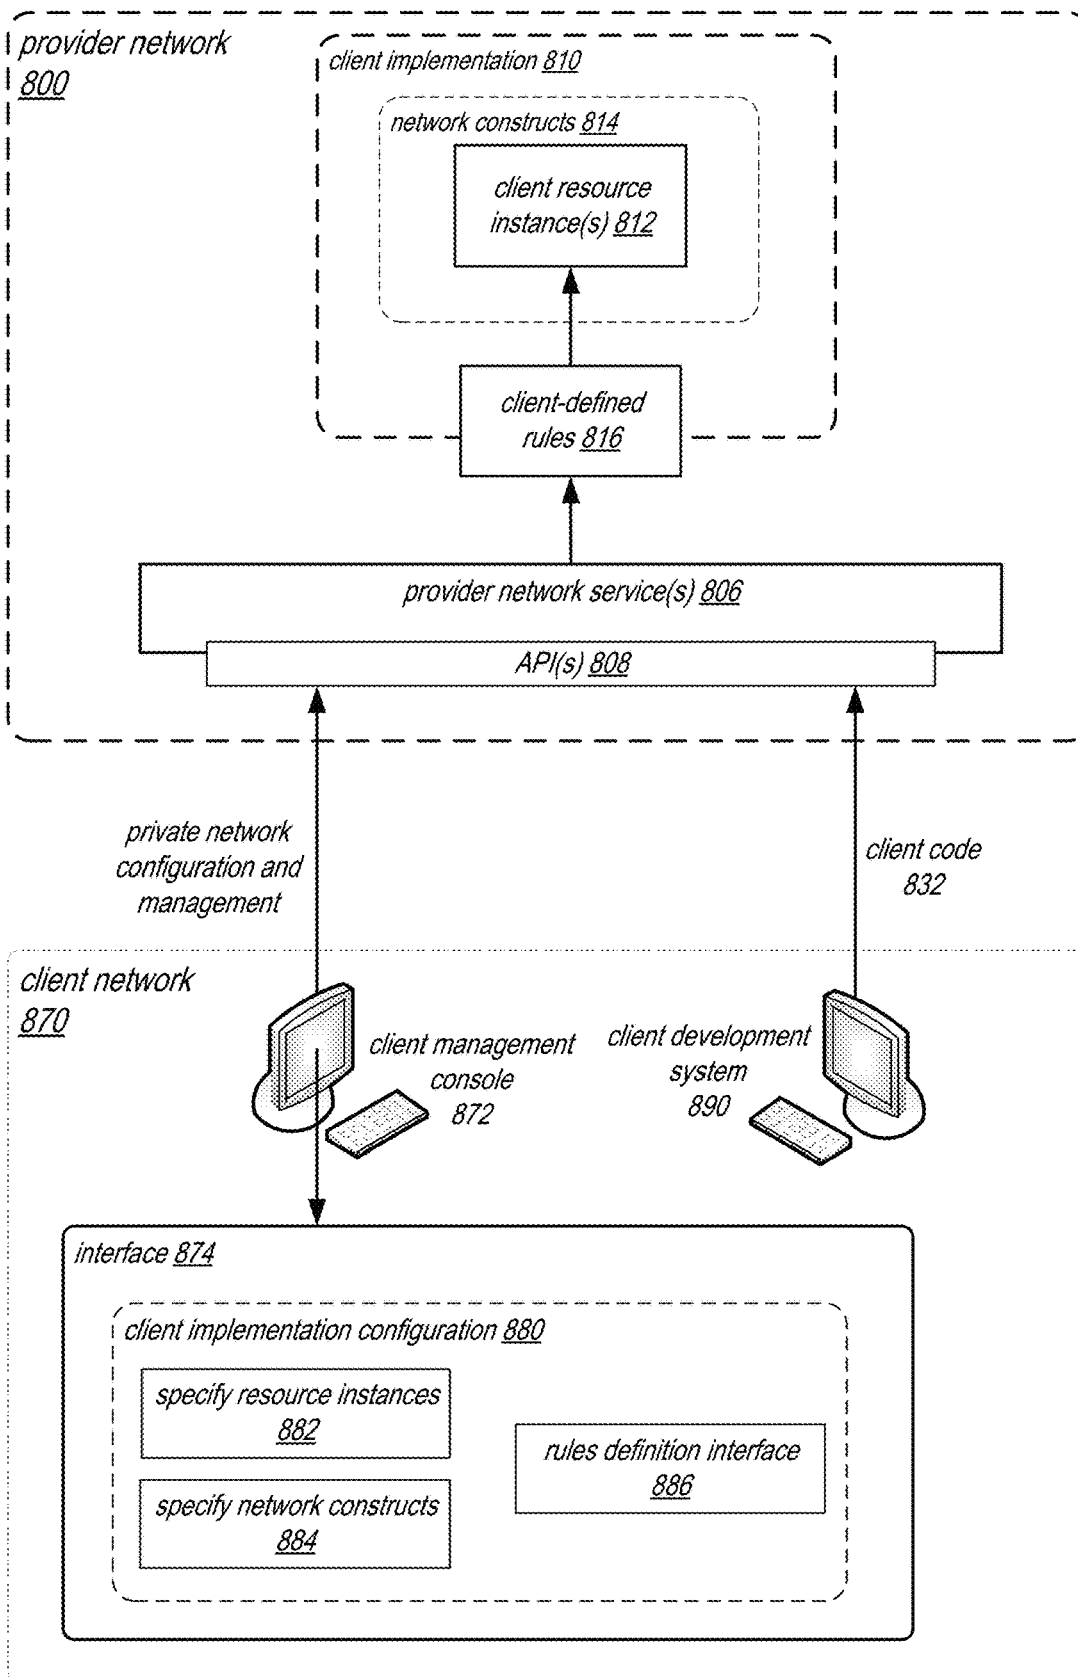 provider network
800
client implementation 810
network constructs 814
client resource
instance(s) 812
client-defined
rules 816
provider network service(s) 806
API(s) 808
private network
configuration and
management
client code
832
client network
870
client management
console
872
client development
system
890
interface 874
client implementation configuration 880
specify resource instances
882
specify network constructs
884
rules definition interface
886